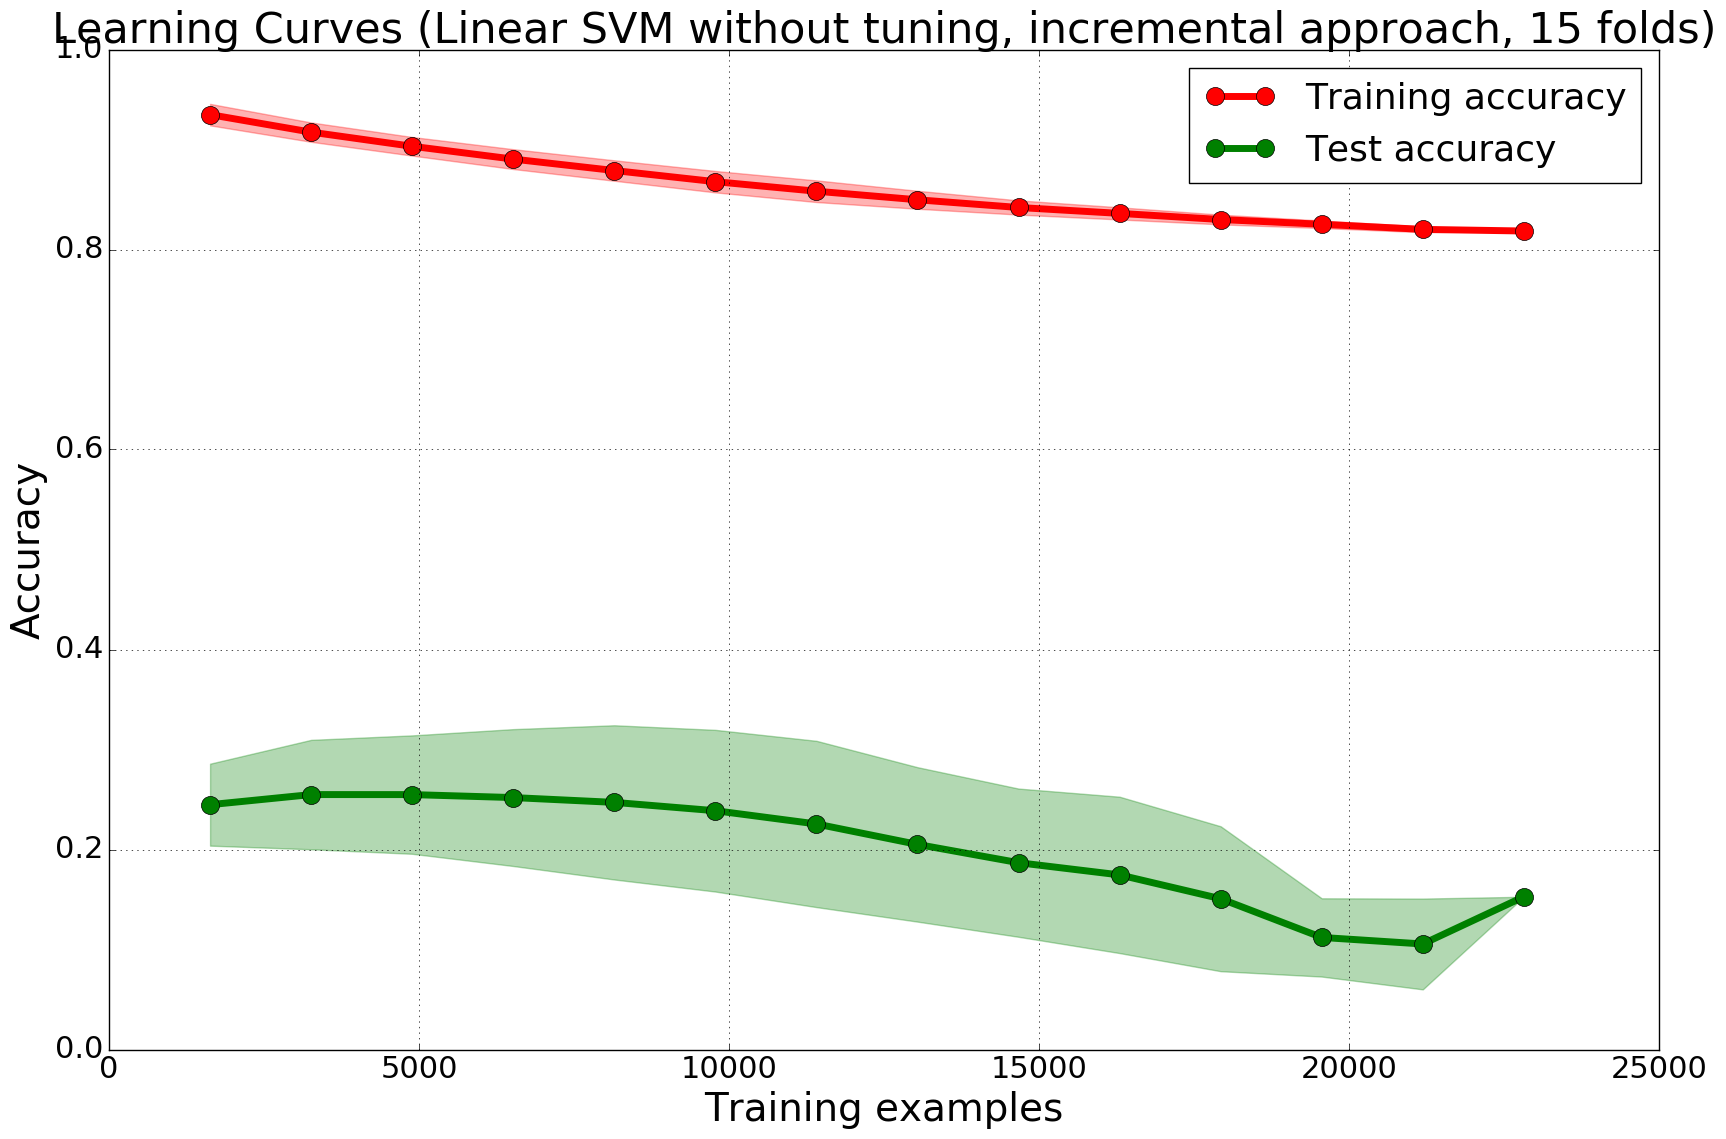 Learning Curves (Linear SVM without tuning, incremental approach, 15 folds)
1.0
0.8
0.6
0.4
0.2
0.0
Accuracy
Training accuracy
Test accuracy
0 5000 10000 15000 20000 25000
Training examples